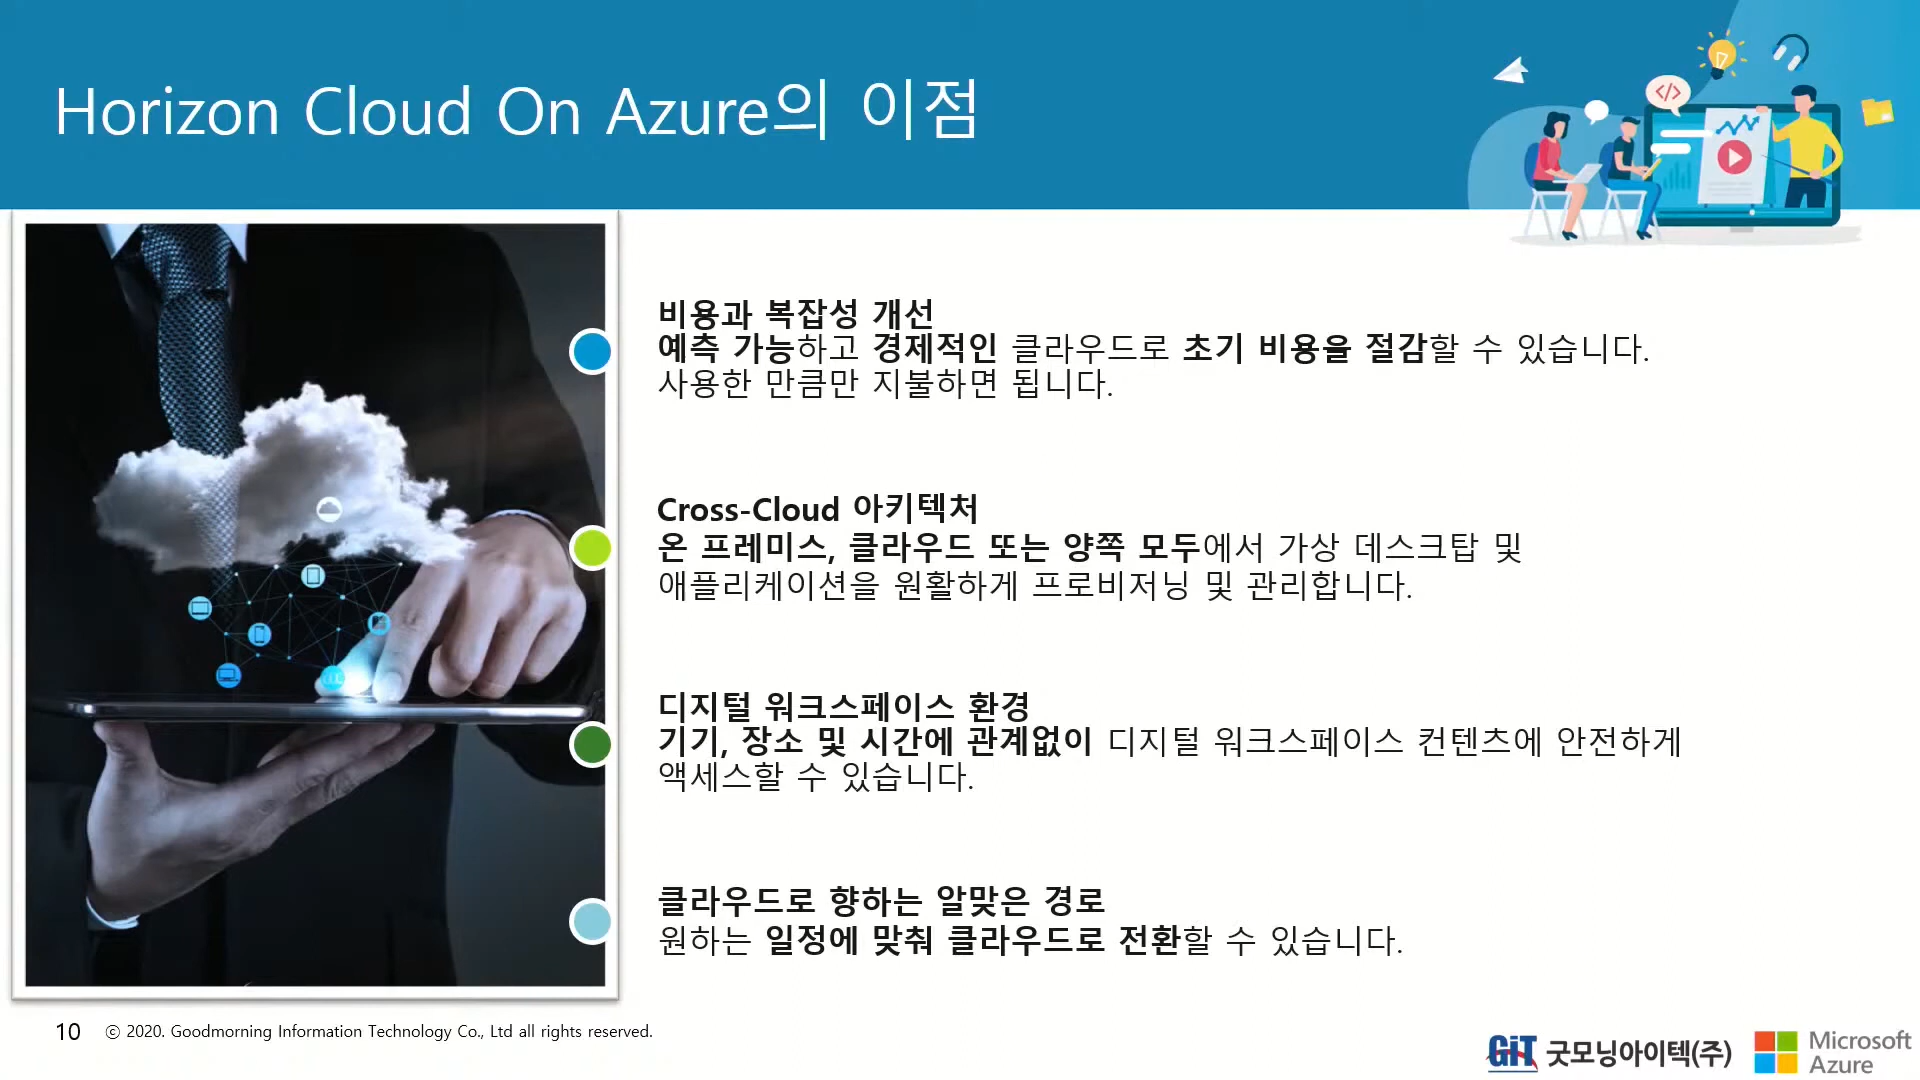 Horizon Cloud On Azure의 이점
비용과 복잡성 개선
예측 가능하고 경제적인 클라우드로 초기 비용을 절감할 수 있습니다.
사용한 만큼만 지불하면 됩니다.
Cross-Cloud 아키텍처
온 프레미스, 클라우드 또는 양쪽 모두에서 가상 데스크탑 및
애플리케이션을 원활하게 프로비저닝 및 관리합니다.
디지털 워크스페이스 환경
기기, 장소 및 시간에 관계없이 디지털 워크스페이스 컨텐츠에 안전하게
액세스할 수 있습니다.
클라우드로 향하는 알맞은 경로
원하는 일정에 맞춰 클라우드로 전환할 수 있습니다.
10 ⓒ 2020. Goodmorning Information Technology Co., Ltd all rights reserved.
GiT 굿모닝아이텍(주)
Microsoft
Azure